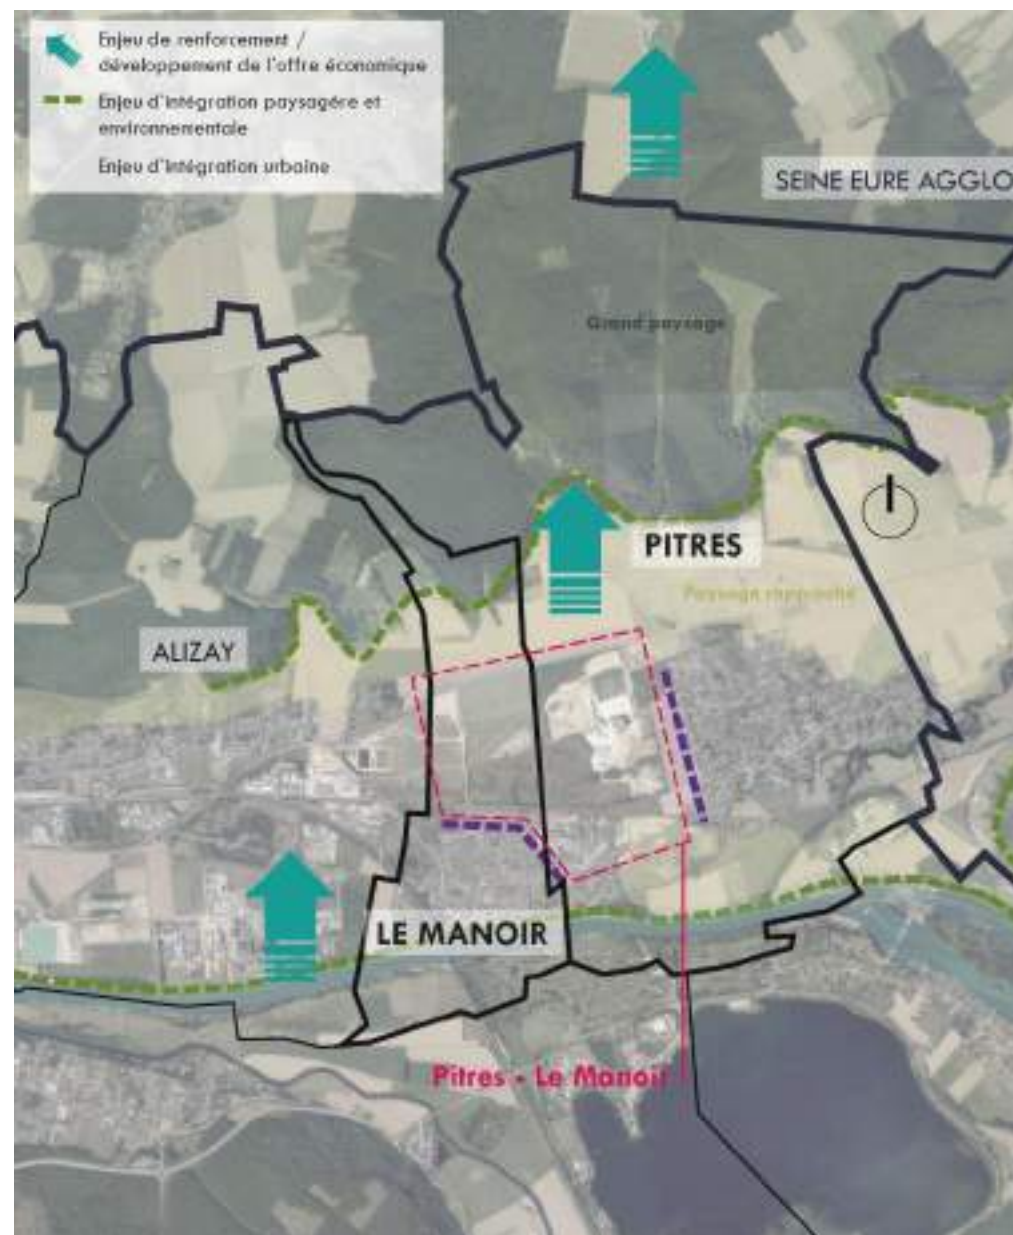 Enjeu de renforcement /
développement de l'offre économique
Enjeu d'intégration paysagére et
environnementale
Enjeu d'intégration urbaine
SEINE EURE AGGLO
Grand paysage
PITRES
Paysage rapproché
ALIZAY
LE MANOIR
Pitres - Le Manoir